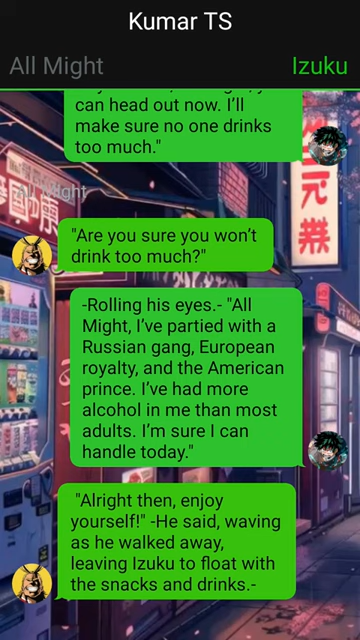 Kumar TS
All Might
Izuku
can head out now. I'll
make sure no one drinks
too much."
All Might
"Are you sure you won't
drink too much?"
-Rolling his eyes.- "All
Might, I've partied with a
Russian gang, European
royalty, and the American
prince. I've had more
alcohol in me than most
adults. I'm sure I can
handle today."
"Alright then, enjoy
yourself!" -He said, waving
as he walked away,
leaving Izuku to float with
the snacks and drinks.-